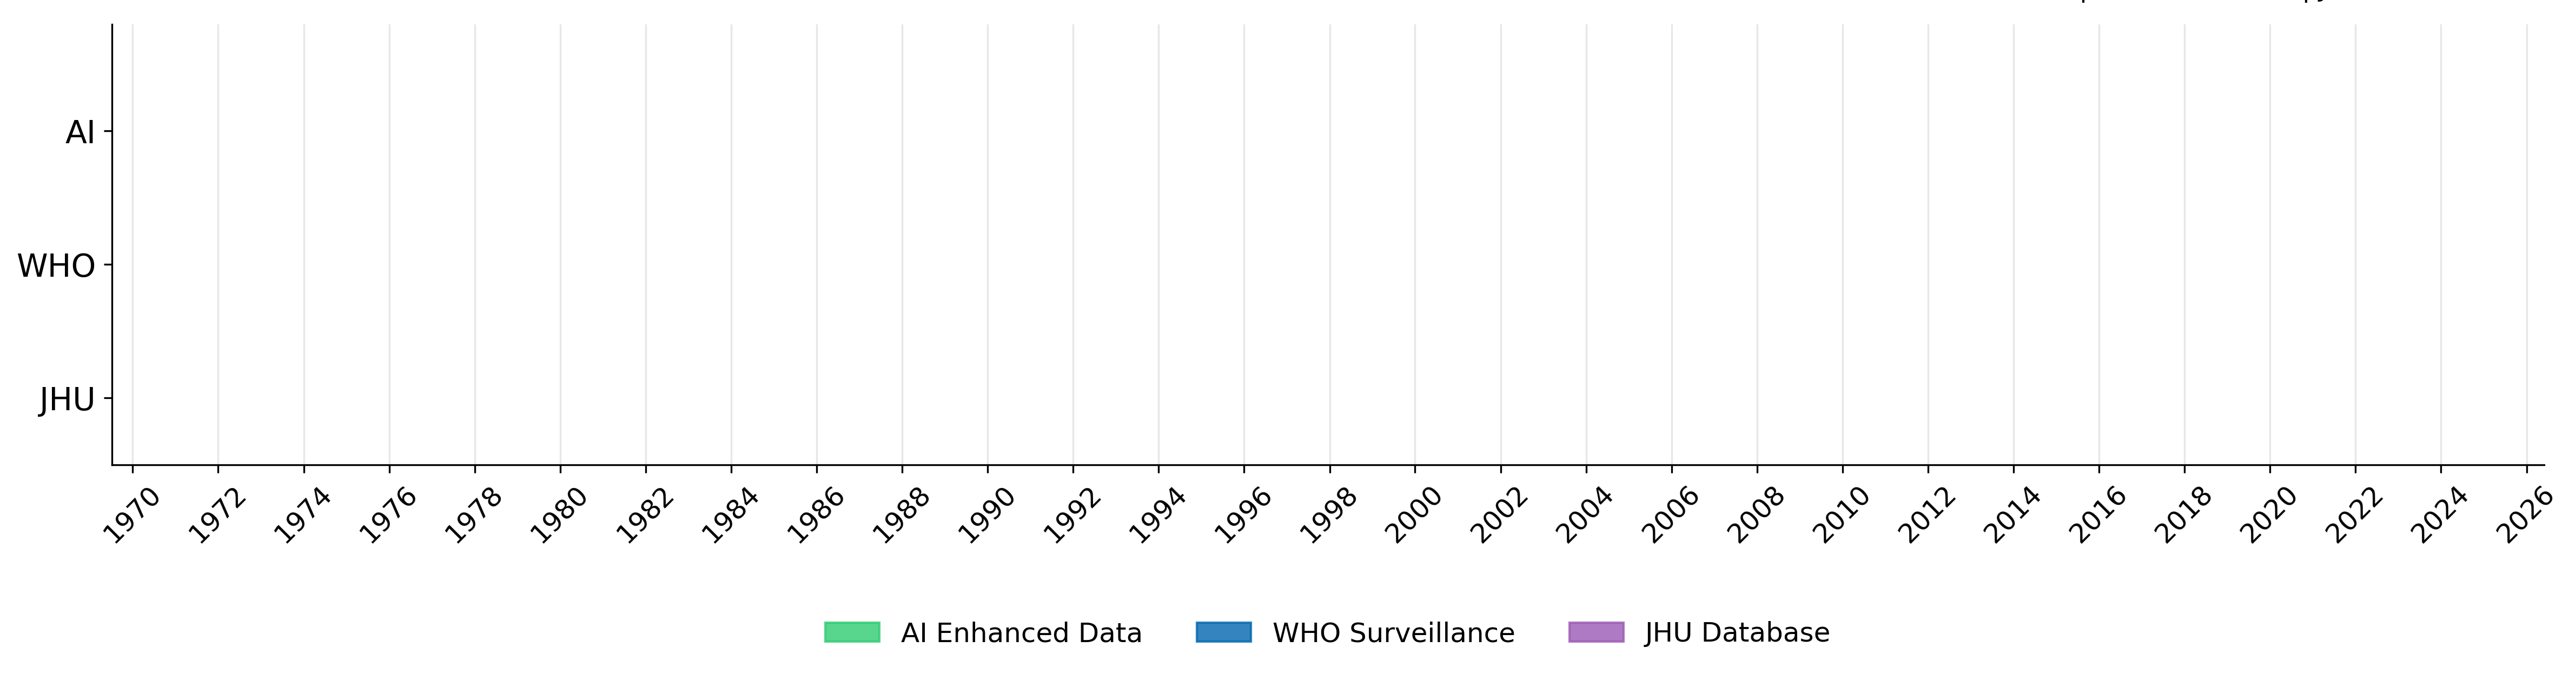 AI
WHO
JHU
1970 1972 1974 1976 1978 1980 1982 1984 1986 1988 1990 1992 1994 1996 1998 2000 2002 2004 2006 2008 2010 2012 2014 2016 2018 2020 2022 2024 2026
AI Enhanced Data WHO Surveillance JHU Database